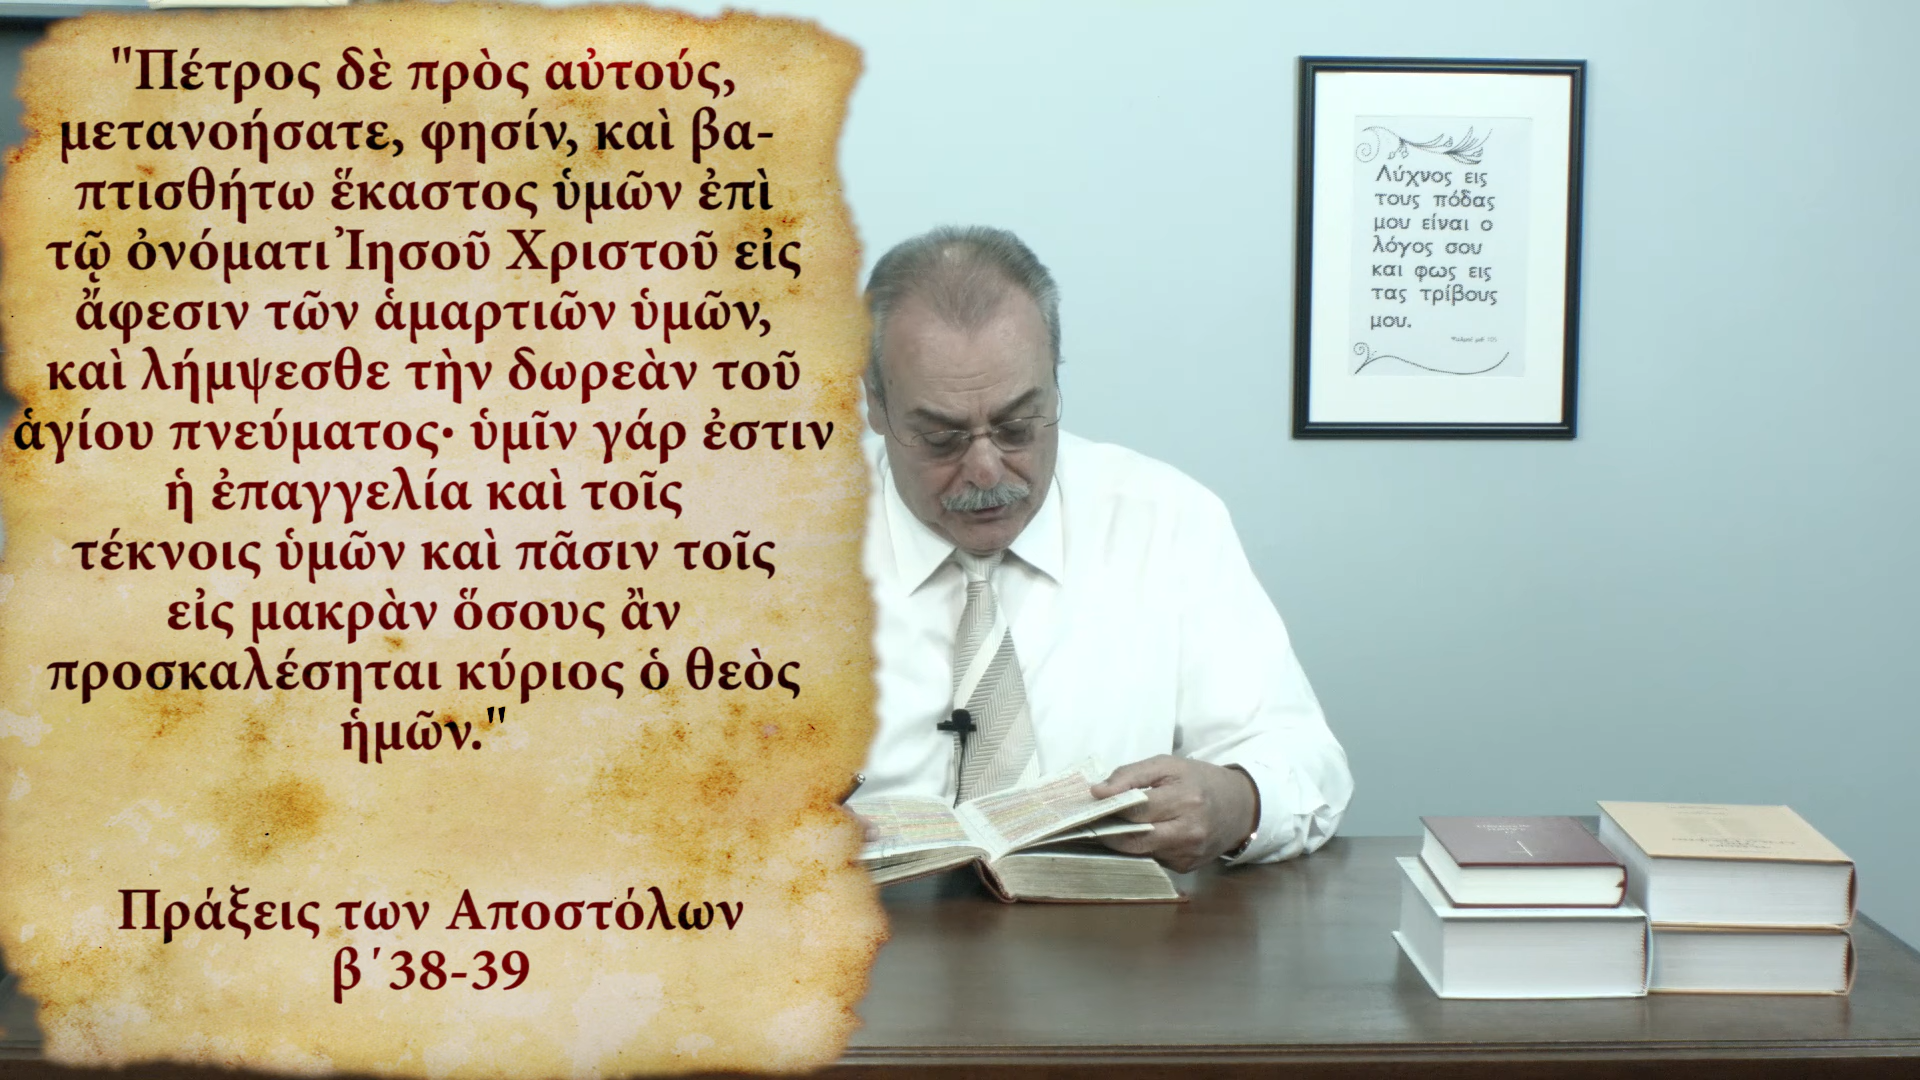 "Πέτρος δὲ πρὸς αὐτούς,
μετανοήσατε, φησίν, καὶ βα-
πτισθήτω ἕκαστος ὑμῶν ἐπὶ
τῷ ὀνόματι Ἰησοῦ Χριστοῦ εἰς
ἄφεσιν τῶν ἁμαρτιῶν ὑμῶν,
καὶ λήμψεσθε τὴν δωρεὰν τοῦ
ἁγίου πνεύματος· ὑμῖν γάρ ἐστιν
ἡ ἐπαγγελία καὶ τοῖς
τέκνοις ὑμῶν καὶ πᾶσιν τοῖς
εἰς μακρὰν ὅσους ἂν
προσκαλέσηται κύριος ὁ θεὸς
ἡμῶν."
Πράξεις των Αποστόλων
β΄38-39
Λύχνος εις
τους πόδας
μου είναι ο
λόγος σου
και φως εις
τας τρίβους
μου.